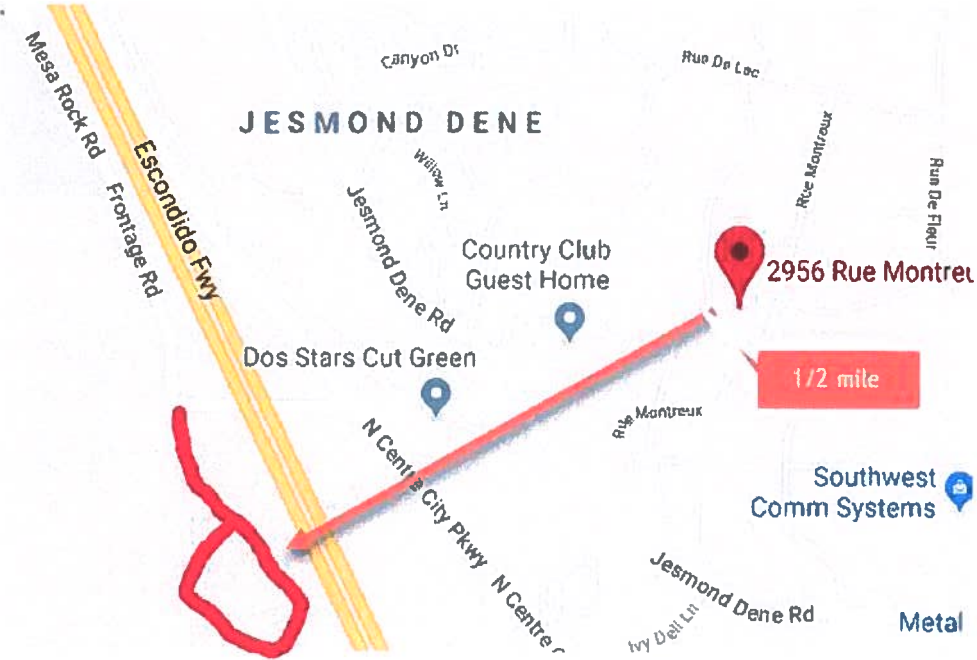 Mesa Rock Rd
Frontage Rd
Escondido Fwy
Canyon Dr
Rue De Lac
JESMOND DENE
Willow Ln
Jesmond Dene Rd
Rue Montreux
Rue De Fleur
Country Club
Guest Home
2956 Rue Montreu
Dos Stars Cut Green
1/2 mile
Rue Montreux
N Centre City Pkwy
N Centre C
Southwest
Comm Systems
Jesmond Dene Rd
Ivy Dell Ln
Metal